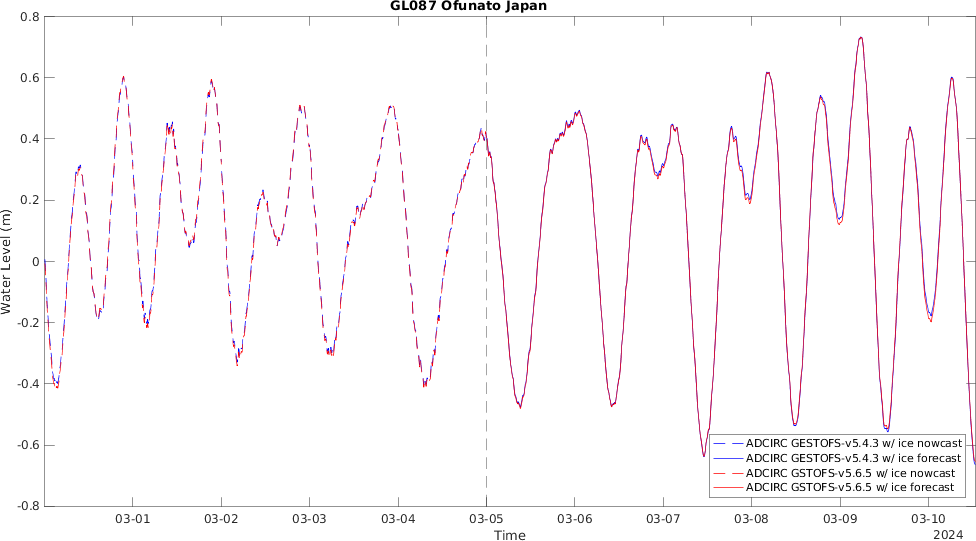 GL087 Ofunato Japan
0.8
0.6
0.4
0.2
0
-0.2
-0.4
-0.6
-0.8
Water Level (m)
ADCIRC GESTOFS-v5.4.3 w/ ice nowcast
ADCIRC GESTOFS-v5.4.3 w/ ice forecast
ADCIRC GSTOFS-v5.6.5 w/ ice nowcast
ADCIRC GSTOFS-v5.6.5 w/ ice forecast
03-01 03-02 03-03 03-04 03-05 03-06 03-07 03-08 03-09 03-10
Time
2024